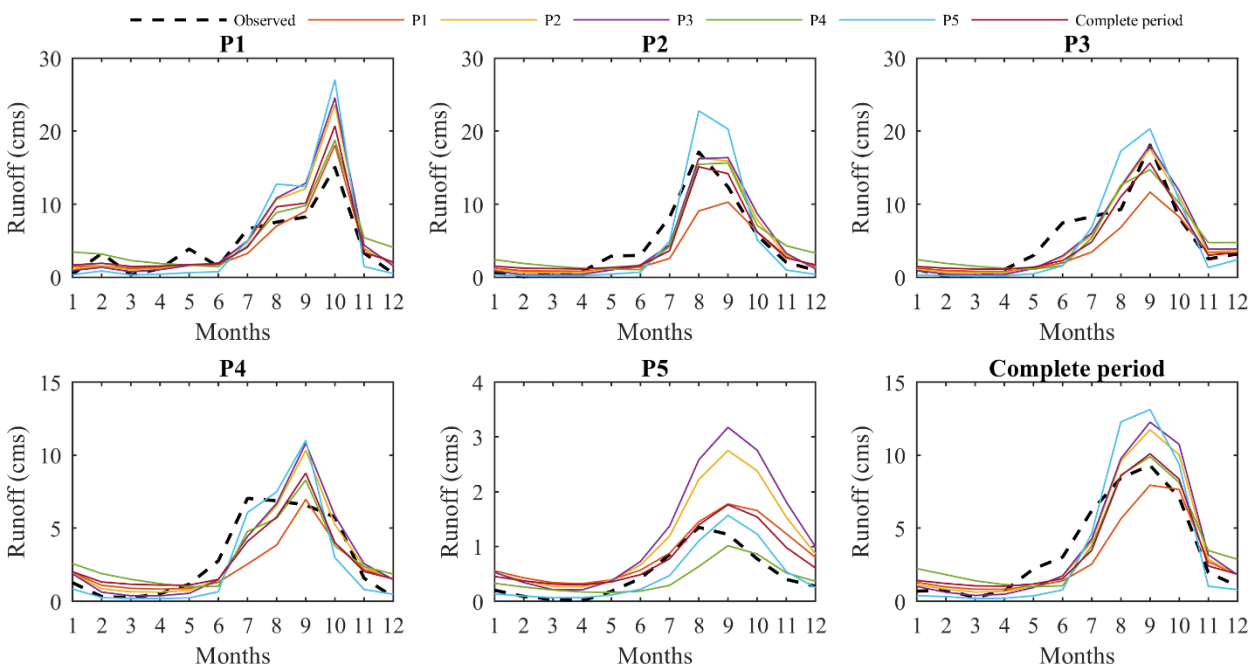 Observed P1 P2 P3 P4 P5 Complete period
P1
30
20
10
0
Runoff (cms)
1 2 3 4 5 6 7 8 9 10 11 12
Months
P2
30
20
10
0
Runoff (cms)
1 2 3 4 5 6 7 8 9 10 11 12
Months
P3
30
20
10
0
Runoff (cms)
1 2 3 4 5 6 7 8 9 10 11 12
Months
P4
15
10
5
0
Runoff (cms)
1 2 3 4 5 6 7 8 9 10 11 12
Months
P5
4
3
2
1
0
Runoff (cms)
1 2 3 4 5 6 7 8 9 10 11 12
Months
Complete period
15
10
5
0
Runoff (cms)
1 2 3 4 5 6 7 8 9 10 11 12
Months